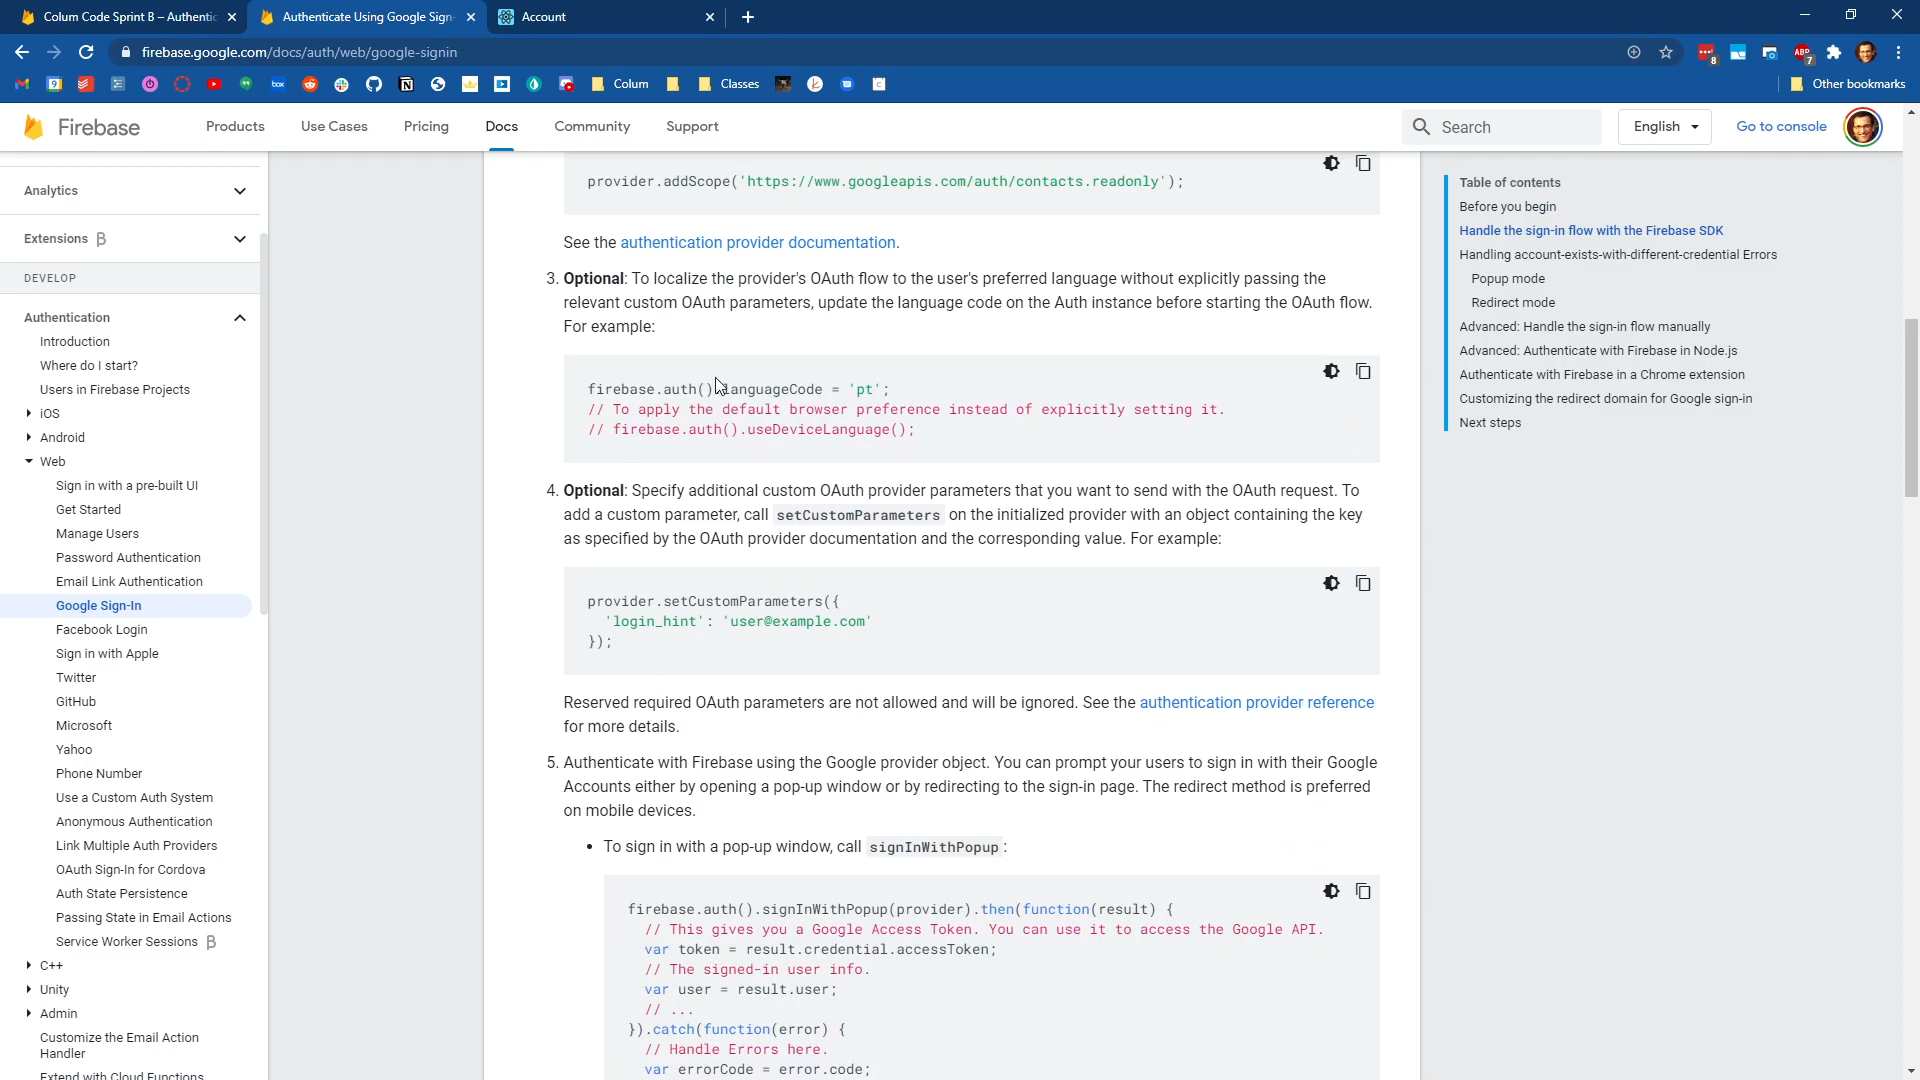 Colum Code Sprint B – Authentic
Authenticate Using Google Sign-
Account
firebase.google.com/docs/auth/web/google-signin
8
7
ABP
9
box
Colum
Classes
Other bookmarks
Firebase
Products
Use Cases
Pricing
Docs
Community
Support
Search
English
Go to console
Analytics
Extensions β
DEVELOP
Authentication
Introduction
Where do I start?
Users in Firebase Projects
iOS
Android
Web
Sign in with a pre-built UI
Get Started
Manage Users
Password Authentication
Email Link Authentication
Google Sign-In
Facebook Login
Sign in with Apple
Twitter
GitHub
Microsoft
Yahoo
Phone Number
Use a Custom Auth System
Anonymous Authentication
Link Multiple Auth Providers
OAuth Sign-In for Cordova
Auth State Persistence
Passing State in Email Actions
Service Worker Sessions β
C++
Unity
Admin
Customize the Email Action
Handler
Extend with Cloud Functions
provider.addScope('https://www.googleapis.com/auth/contacts.readonly');
See the authentication provider documentation.
3. Optional: To localize the provider's OAuth flow to the user's preferred language without explicitly passing the
relevant custom OAuth parameters, update the language code on the Auth instance before starting the OAuth flow.
For example:
firebase.auth().languageCode = 'pt';
// To apply the default browser preference instead of explicitly setting it.
// firebase.auth().useDeviceLanguage();
4. Optional: Specify additional custom OAuth provider parameters that you want to send with the OAuth request. To
add a custom parameter, call setCustomParameters on the initialized provider with an object containing the key
as specified by the OAuth provider documentation and the corresponding value. For example:
provider.setCustomParameters({
'login_hint': 'user@example.com'
});
Reserved required OAuth parameters are not allowed and will be ignored. See the authentication provider reference
for more details.
5. Authenticate with Firebase using the Google provider object. You can prompt your users to sign in with their Google
Accounts either by opening a pop-up window or by redirecting to the sign-in page. The redirect method is preferred
on mobile devices.
• To sign in with a pop-up window, call signInWithPopup :
firebase.auth().signInWithPopup(provider).then(function(result) {
// This gives you a Google Access Token. You can use it to access the Google API.
var token = result.credential.accessToken;
// The signed-in user info.
var user = result.user;
// ...
}).catch(function(error) {
// Handle Errors here.
var errorCode = error.code;
Table of contents
Before you begin
Handle the sign-in flow with the Firebase SDK
Handling account-exists-with-different-credential Errors
Popup mode
Redirect mode
Advanced: Handle the sign-in flow manually
Advanced: Authenticate with Firebase in Node.js
Authenticate with Firebase in a Chrome extension
Customizing the redirect domain for Google sign-in
Next steps